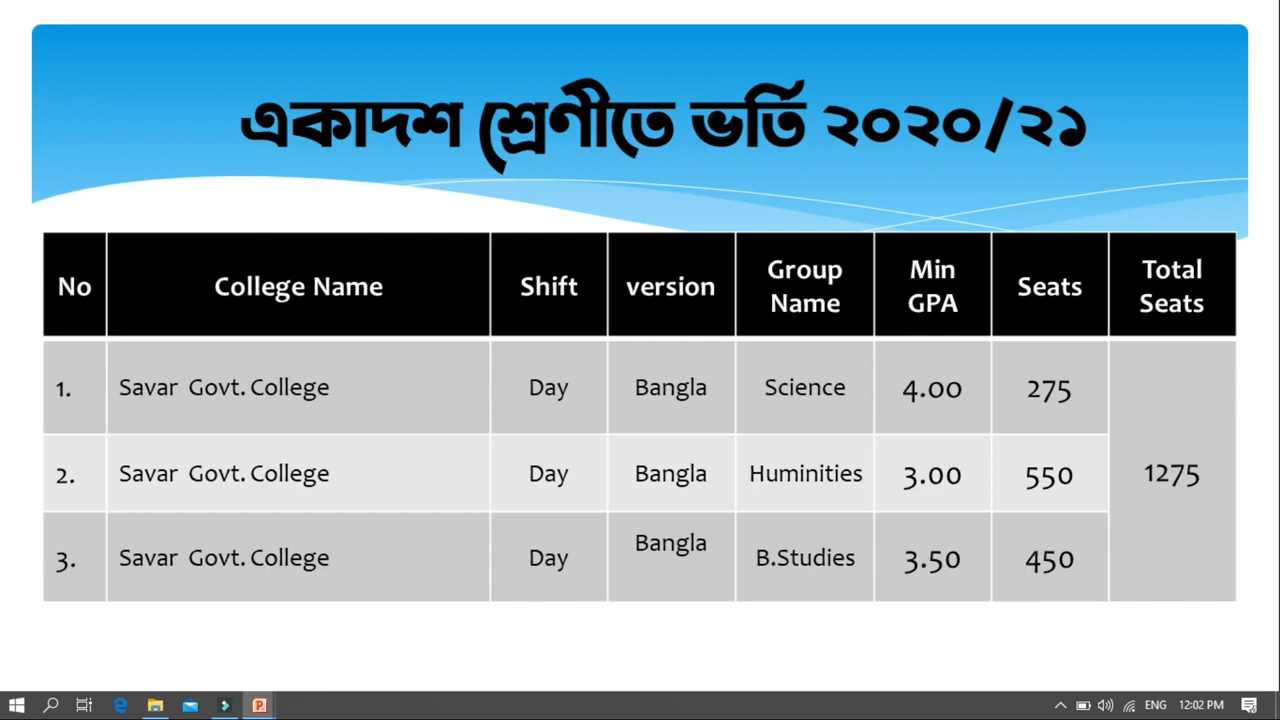 একাদশ শ্রেণীতে ভর্তি ২০২০/২১
No College Name Shift version Group Name Min GPA Seats Total Seats
1. Savar Govt. College Day Bangla Science 4.00 275 1275
2. Savar Govt. College Day Bangla Huminities 3.00 550
3. Savar Govt. College Day Bangla B.Studies 3.50 450
ENG 12:02 PM